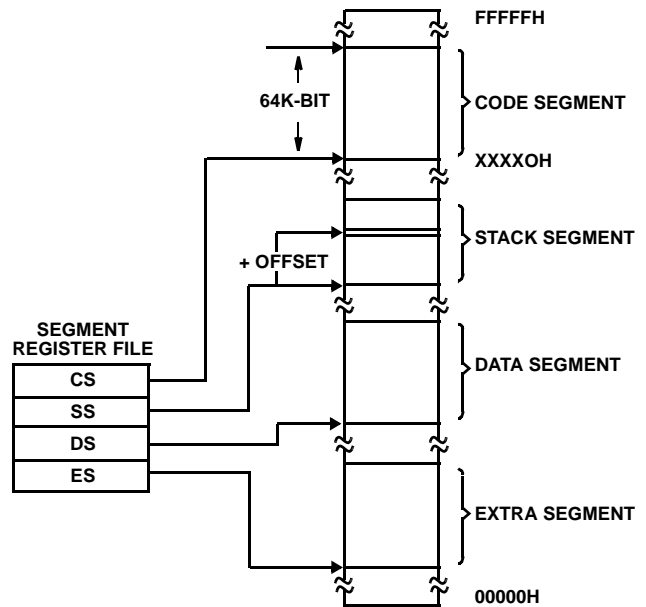 FFFFFH
64K-BIT
CODE SEGMENT
XXXXOH
STACK SEGMENT
+ OFFSET
SEGMENT
REGISTER FILE
CS
SS
DS
ES
DATA SEGMENT
EXTRA SEGMENT
00000H